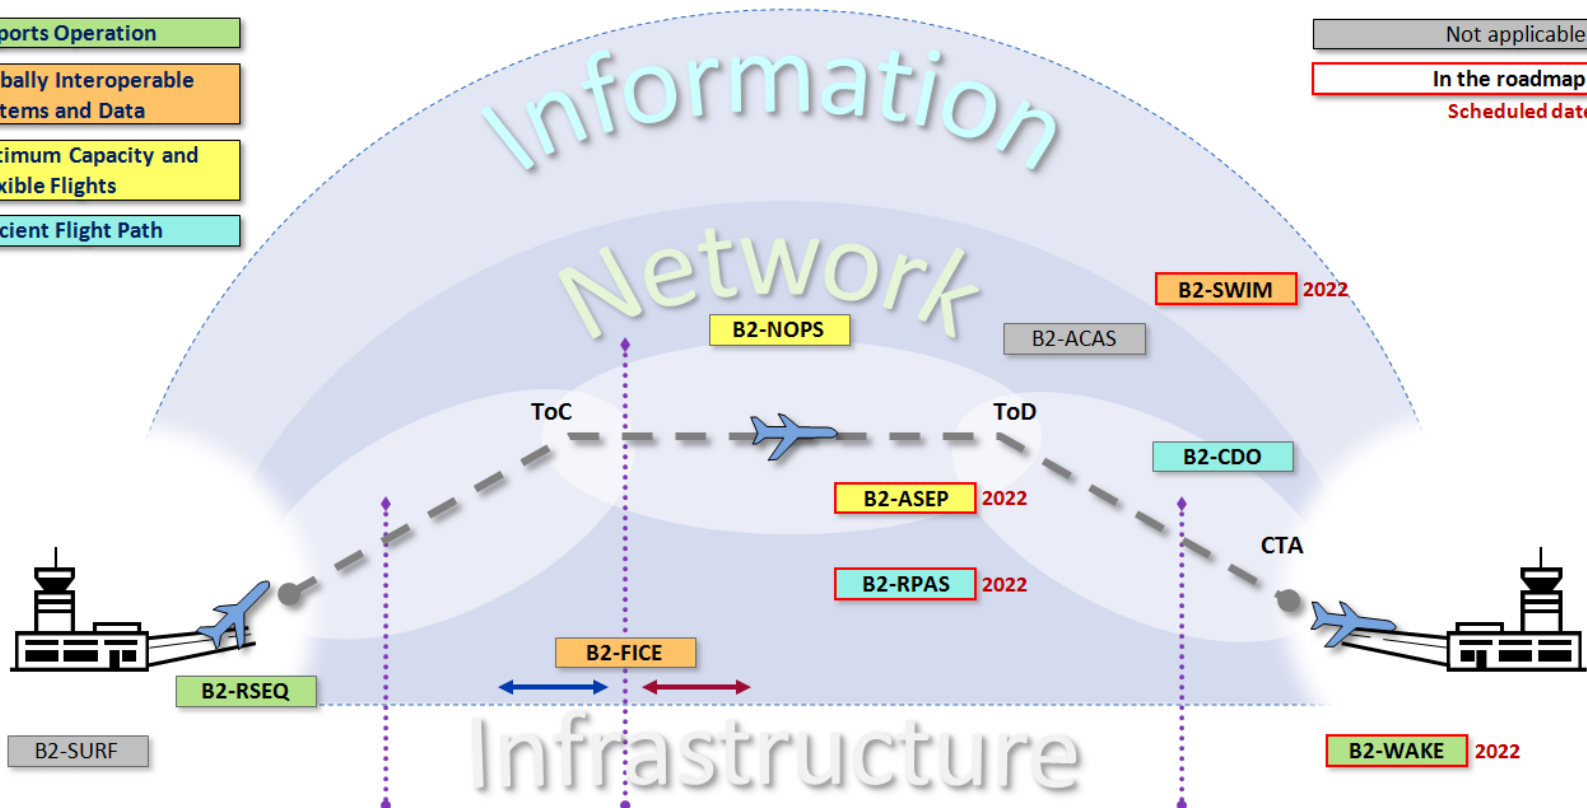 ports Operation
bally Interoperable
tems and Data
timum Capacity and
xible Flights
cient Flight Path
Not applicable
In the roadmap
Scheduled date
Information
Network
B2-SWIM 2022
B2-NOPS
B2-ACAS
ToC
ToD
B2-CDO
B2-ASEP 2022
CTA
B2-RPAS 2022
B2-FICE
B2-RSEQ
Infrastructure
B2-SURF
B2-WAKE 2022